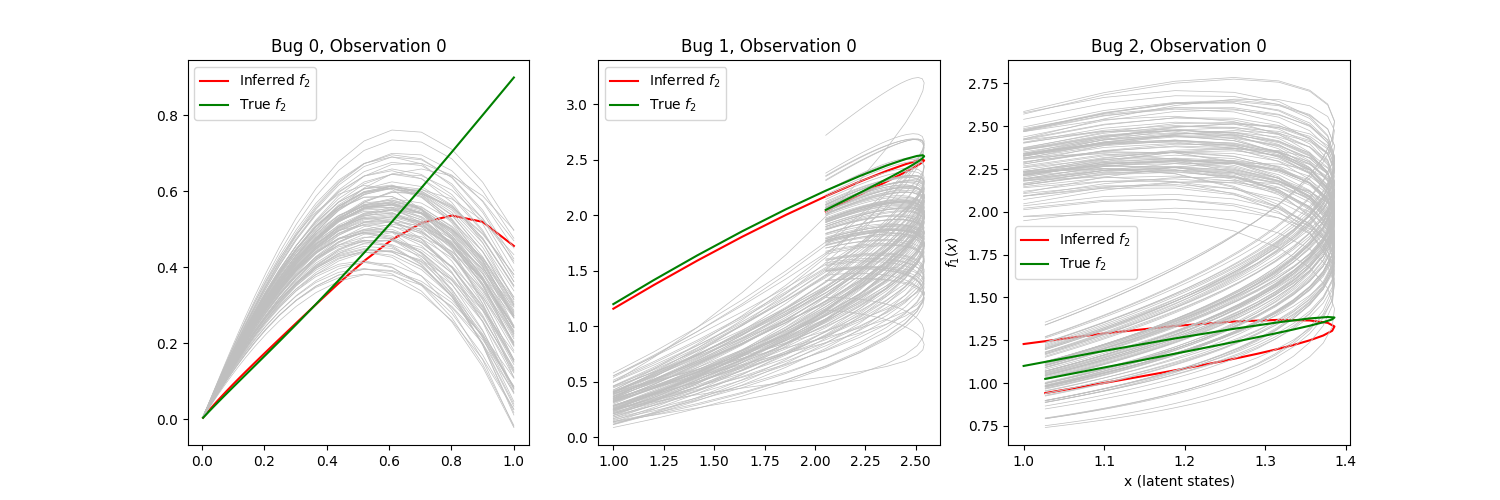 Bug 0, Observation 0
Inferred f₂
True f₂
0.8
0.6
0.4
0.2
0.0
0.0 0.2 0.4 0.6 0.8 1.0
Bug 1, Observation 0
Inferred f₂
True f₂
3.0
2.5
2.0
1.5
1.0
0.5
0.0
1.00 1.25 1.50 1.75 2.00 2.25 2.50
Bug 2, Observation 0
f₁(x)
2.75
2.50
2.25
2.00
1.75
1.50
1.25
1.00
0.75
Inferred f₂
True f₂
1.0 1.1 1.2 1.3 1.4
x (latent states)